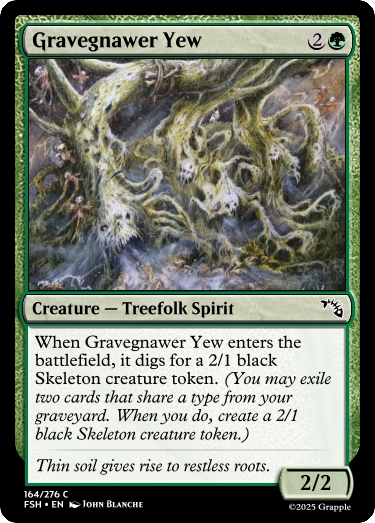 Gravegnawer Yew 2
Creature — Treefolk Spirit
When Gravegnawer Yew enters the
battlefield, it digs for a 2/1 black
Skeleton creature token. (You may exile
two cards that share a type from your
graveyard. When you do, create a 2/1
black Skeleton creature token.)
Thin soil gives rise to restless roots.
2/2
164/276 C
FSH • EN John Blanche
©2025 Grapple